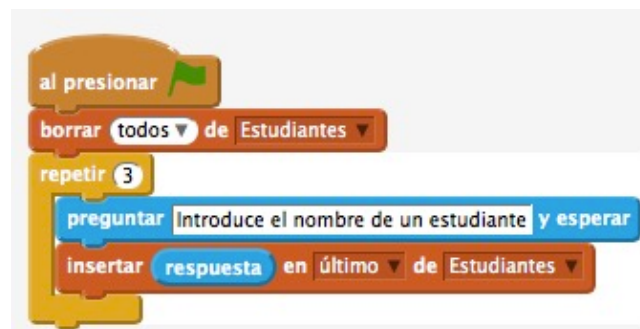 al presionar
borrar todos de Estudiantes
repetir 3
preguntar Introduce el nombre de un estudiante y esperar
insertar respuesta en último de Estudiantes